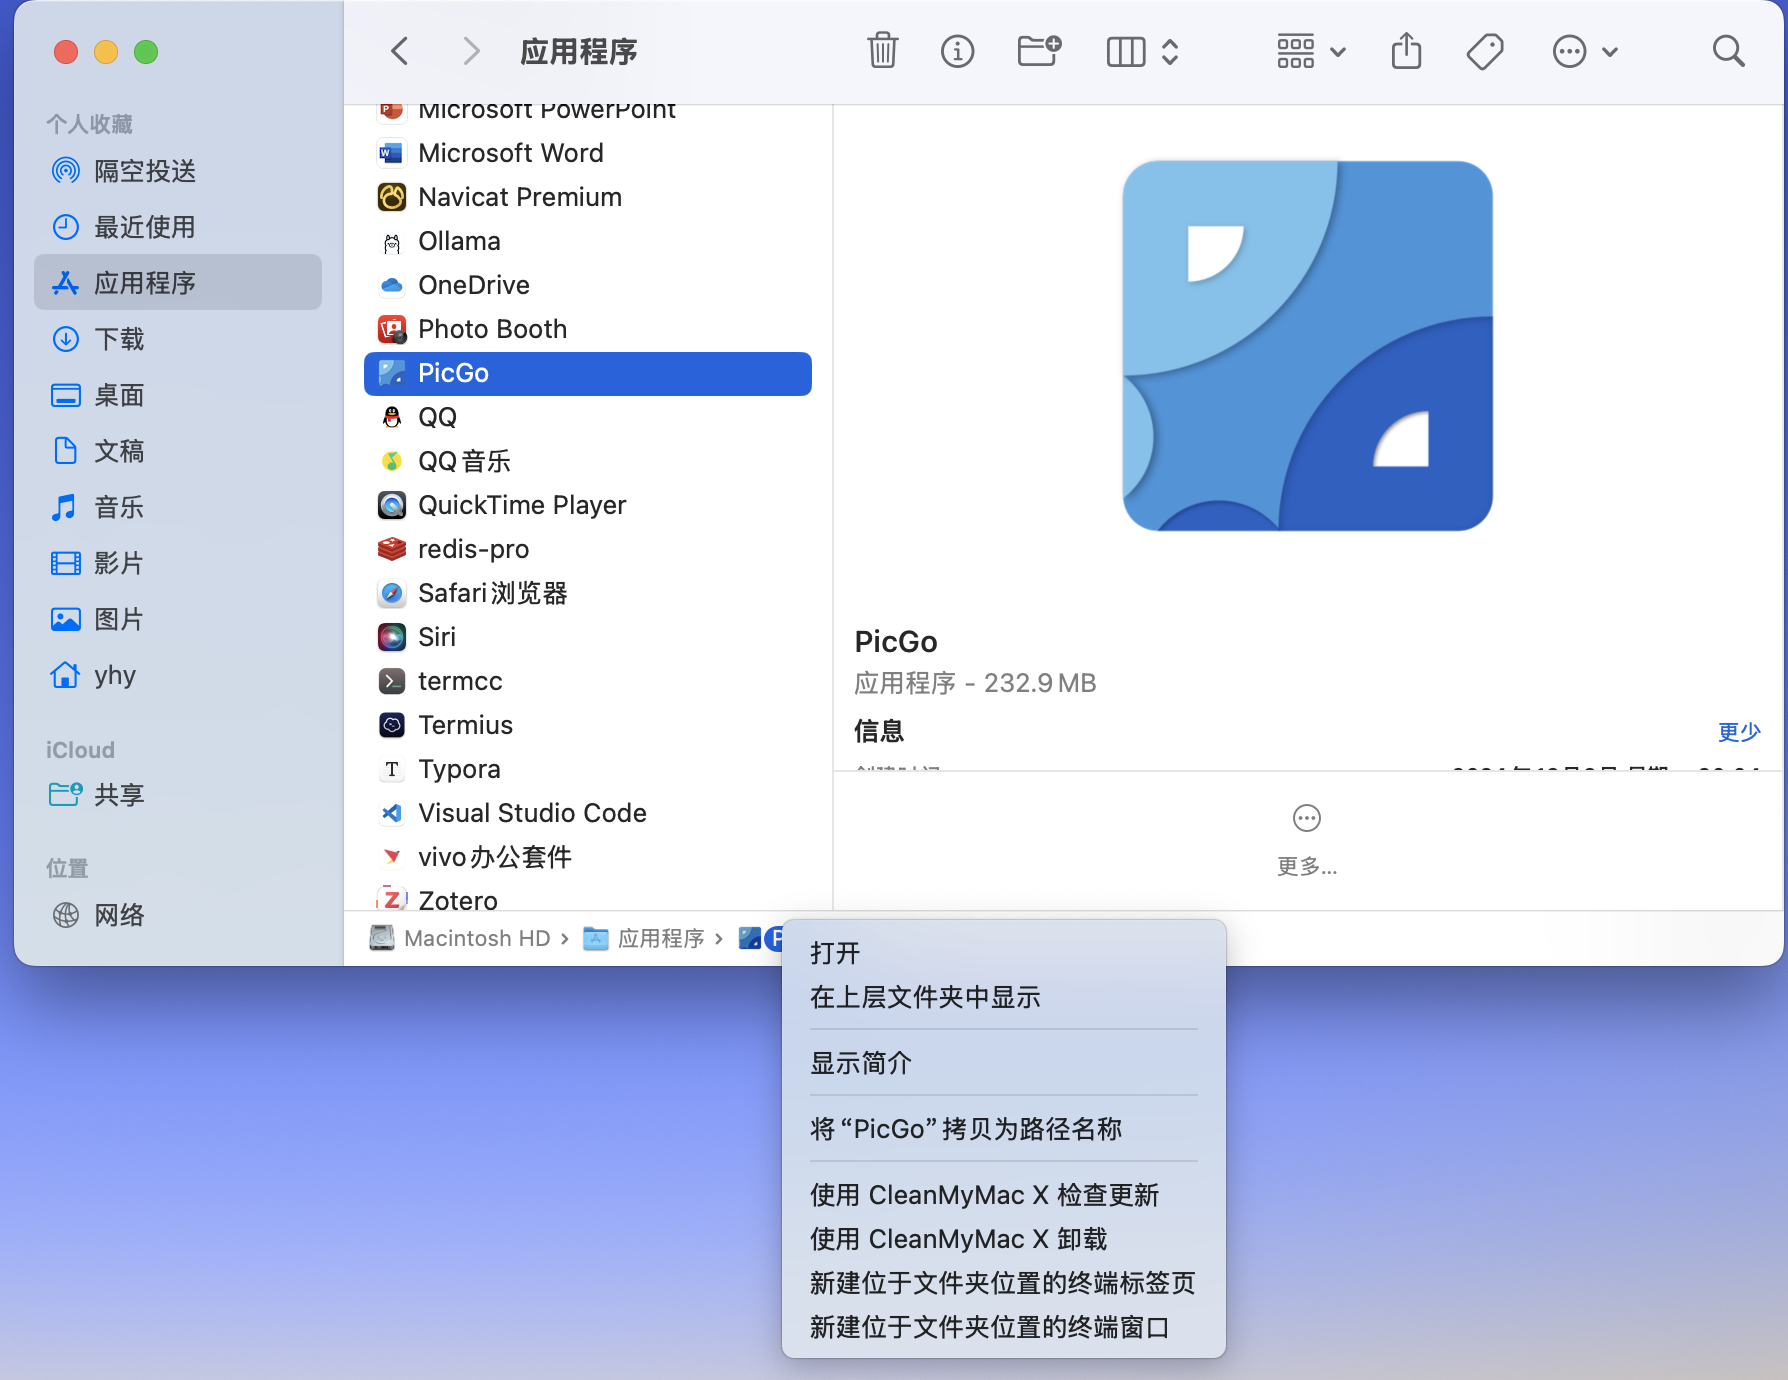 应用程序
个人收藏
隔空投送
最近使用
应用程序
下载
桌面
文稿
音乐
影片
图片
yhy
iCloud
共享
位置
网络
Microsoft PowerPoint
Microsoft Word
Navicat Premium
Ollama
OneDrive
Photo Booth
PicGo
QQ
QQ音乐
QuickTime Player
redis-pro
Safari浏览器
Siri
termcc
Termius
Typora
Visual Studio Code
vivo办公套件
Zotero
PicGo
应用程序 - 232.9 MB
信息
更少
更多...
Macintosh HD › 应用程序 › P
打开
在上层文件夹中显示
显示简介
将“PicGo”拷贝为路径名称
使用 CleanMyMac X 检查更新
使用 CleanMyMac X 卸载
新建位于文件夹位置的终端标签页
新建位于文件夹位置的终端窗口